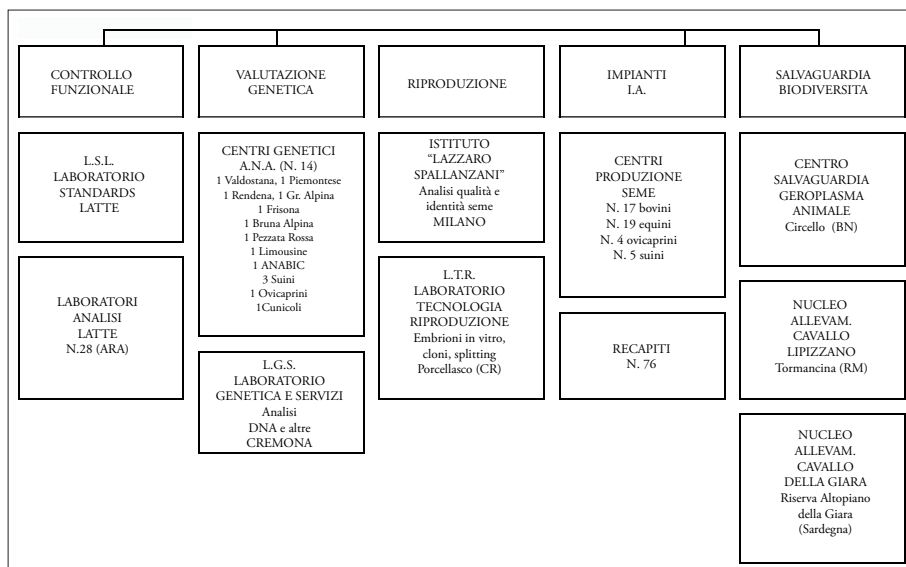 CONTROLLO
FUNZIONALE
L.S.L.
LABORATORIO
STANDARDS
LATTE
LABORATORI
ANALISI
LATTE
N.28 (ARA)
VALUTAZIONE
GENETICA
CENTRI GENETICI
A.N.A. (N. 14)
1 Valdostana, 1 Piemontese
1 Rendena, 1 Gr. Alpina
1 Frisona
1 Bruna Alpina
1 Pezzata Rossa
1 Limousine
1 ANABIC
3 Suini
1 Ovicaprini
1Cunicoli
L.G.S.
LABORATORIO
GENETICA E SERVIZI
Analisi
DNA e altre
CREMONA
RIPRODUZIONE
ISTITUTO
“LAZZARO
SPALLANZANI”
Analisi qualità e
identità seme
MILANO
L.T.R.
LABORATORIO
TECNOLOGIA
RIPRODUZIONE
Embrioni in vitro,
cloni, splitting
Porcellasco (CR)
IMPIANTI
I.A.
CENTRI
PRODUZIONE
SEME
N. 17 bovini
N. 19 equini
N. 4 ovicaprini
N. 5 suini
RECAPITI
N. 76
SALVAGUARDIA
BIODIVERSITA
CENTRO
SALVAGUARDIA
GEROPLASMA
ANIMALE
Circello (BN)
NUCLEO
ALLEVAM.
CAVALLO
LIPIZZANO
Tormancina (RM)
NUCLEO
ALLEVAM.
CAVALLO
DELLA GIARA
Riserva Altopiano
della Giara
(Sardegna)